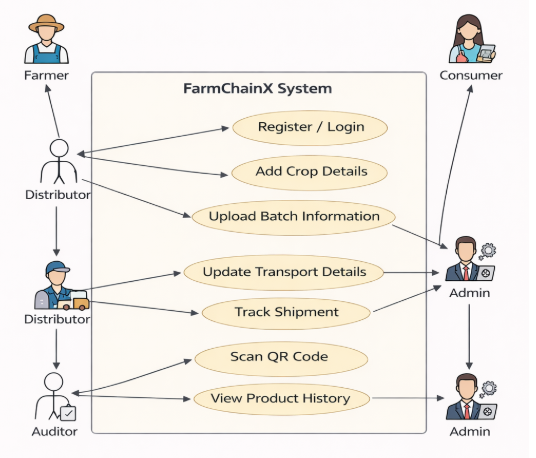 Farmer
Consumer
FarmChainX System
Register / Login
Add Crop Details
Distributor
Upload Batch Information
Update Transport Details
Admin
Track Shipment
Distributor
Scan QR Code
View Product History
Auditor
Admin